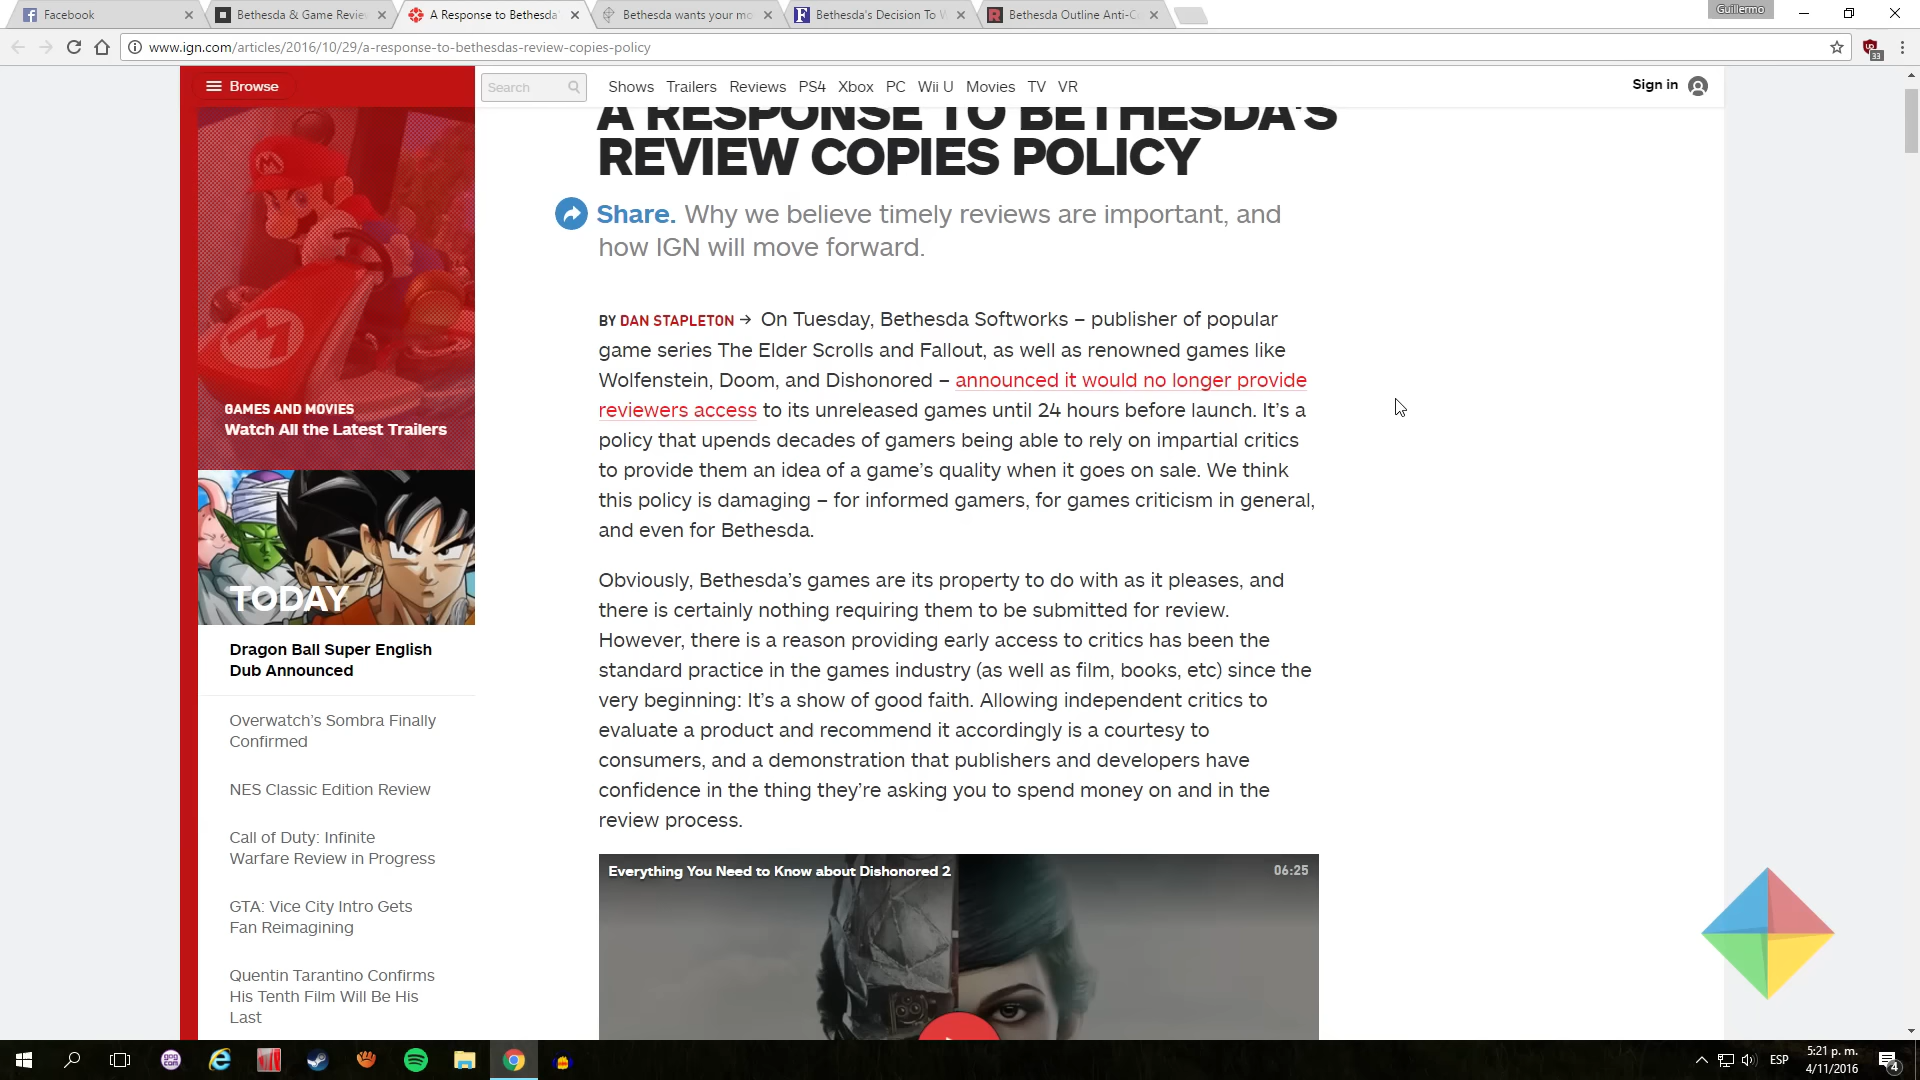 Facebook
Bethesda & Game Review
A Response to Bethesda'
Bethesda wants your mo
Bethesda's Decision To W
Bethesda Outline Anti-C
Guillermo
www.ign.com/articles/2016/10/29/a-response-to-bethesdas-review-copies-policy
33
Browse
Search
Shows Trailers Reviews PS4 Xbox PC Wii U Movies TV VR
Sign in
A RESPONSE TO BETHESDA'S
REVIEW COPIES POLICY
Share. Why we believe timely reviews are important, and
how IGN will move forward.
BY DAN STAPLETON → On Tuesday, Bethesda Softworks – publisher of popular
game series The Elder Scrolls and Fallout, as well as renowned games like
Wolfenstein, Doom, and Dishonored – announced it would no longer provide
reviewers access to its unreleased games until 24 hours before launch. It's a
policy that upends decades of gamers being able to rely on impartial critics
to provide them an idea of a game's quality when it goes on sale. We think
this policy is damaging – for informed gamers, for games criticism in general,
and even for Bethesda.
Obviously, Bethesda's games are its property to do with as it pleases, and
there is certainly nothing requiring them to be submitted for review.
However, there is a reason providing early access to critics has been the
standard practice in the games industry (as well as film, books, etc) since the
very beginning: It's a show of good faith. Allowing independent critics to
evaluate a product and recommend it accordingly is a courtesy to
consumers, and a demonstration that publishers and developers have
confidence in the thing they're asking you to spend money on and in the
review process.
Everything You Need to Know about Dishonored 2
06:25
GAMES AND MOVIES
Watch All the Latest Trailers
TODAY
Dragon Ball Super English
Dub Announced
Overwatch's Sombra Finally
Confirmed
NES Classic Edition Review
Call of Duty: Infinite
Warfare Review in Progress
GTA: Vice City Intro Gets
Fan Reimagining
Quentin Tarantino Confirms
His Tenth Film Will Be His
Last
ESP
5:21 p. m.
4/11/2016
4